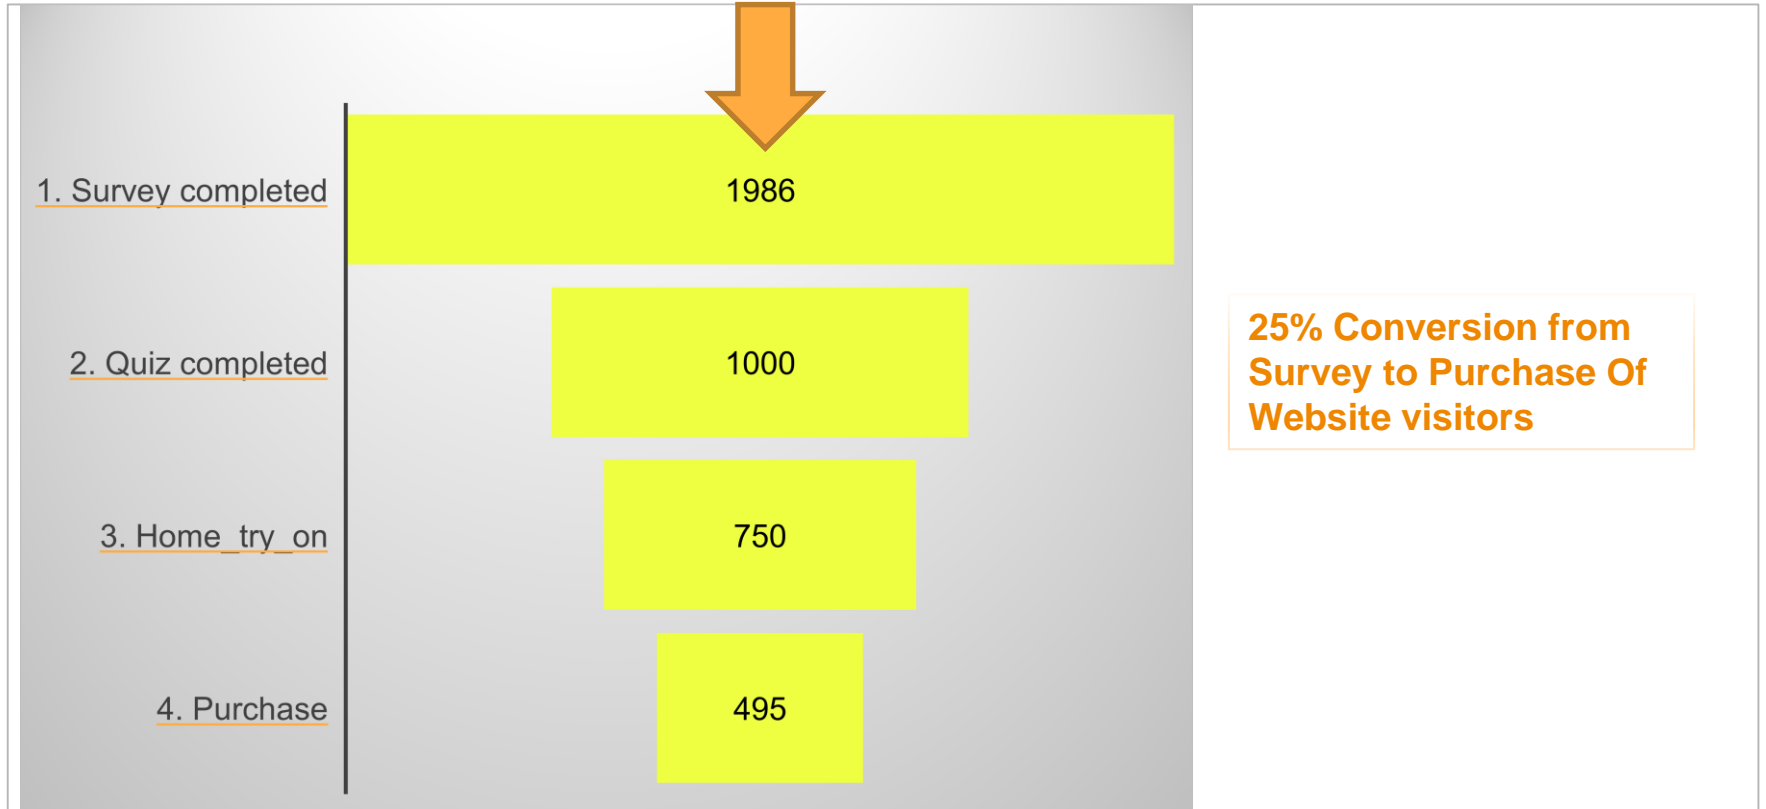 1. Survey completed
1986
2. Quiz completed
1000
3. Home_try_on
750
4. Purchase
495
25% Conversion from
Survey to Purchase Of
Website visitors